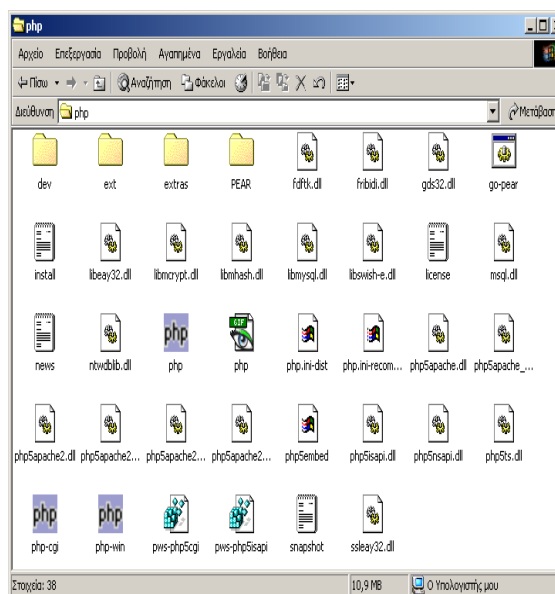 php
Αρχείο Επεξεργασία Προβολή Αγαπημένα Εργαλεία Βοήθεια
Πίσω Αναζήτηση Φάκελοι
Διεύθυνση php Μετάβαση
dev ext extras PEAR fdftk.dll fribidi.dll gds32.dll go-pear
install libeay32.dll libmcrypt.dll libmhash.dll libmysql.dll libswish-e.dll license msql.dll
news ntwdblib.dll php php php.ini-dist php.ini-recom... php5apache.dll php5apache_...
php5apache2.dll php5apache2... php5apache2... php5apache2... php5embed php5isapi.dll php5nsapi.dll php5ts.dll
php-cgi php-win pws-php5cgi pws-php5isapi snapshot ssleay32.dll
Στοιχεία: 38 10,9 MB Ο Υπολογιστής μου